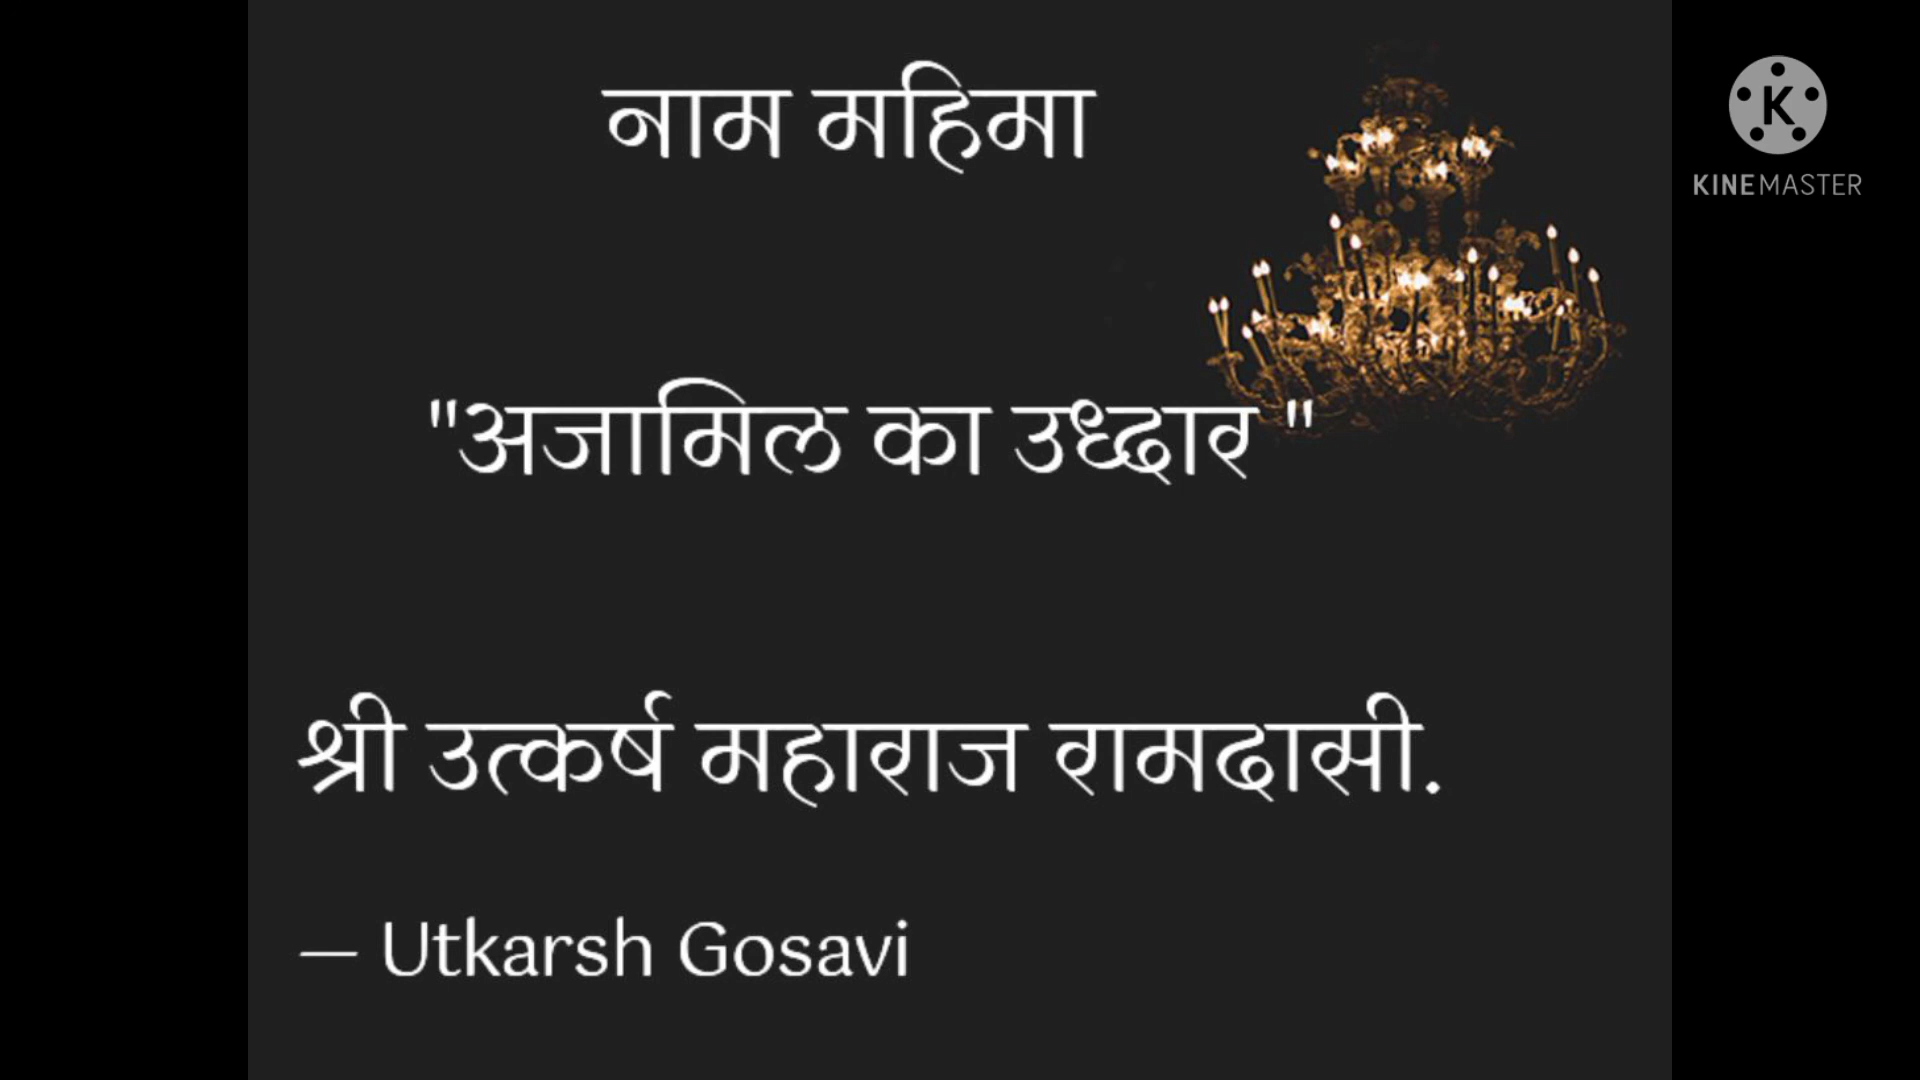 नाम महिमा
K
KINEMASTER
"अजामिल का उध्दार "
श्री उत्कर्ष महाराज रामदासी.
— Utkarsh Gosavi